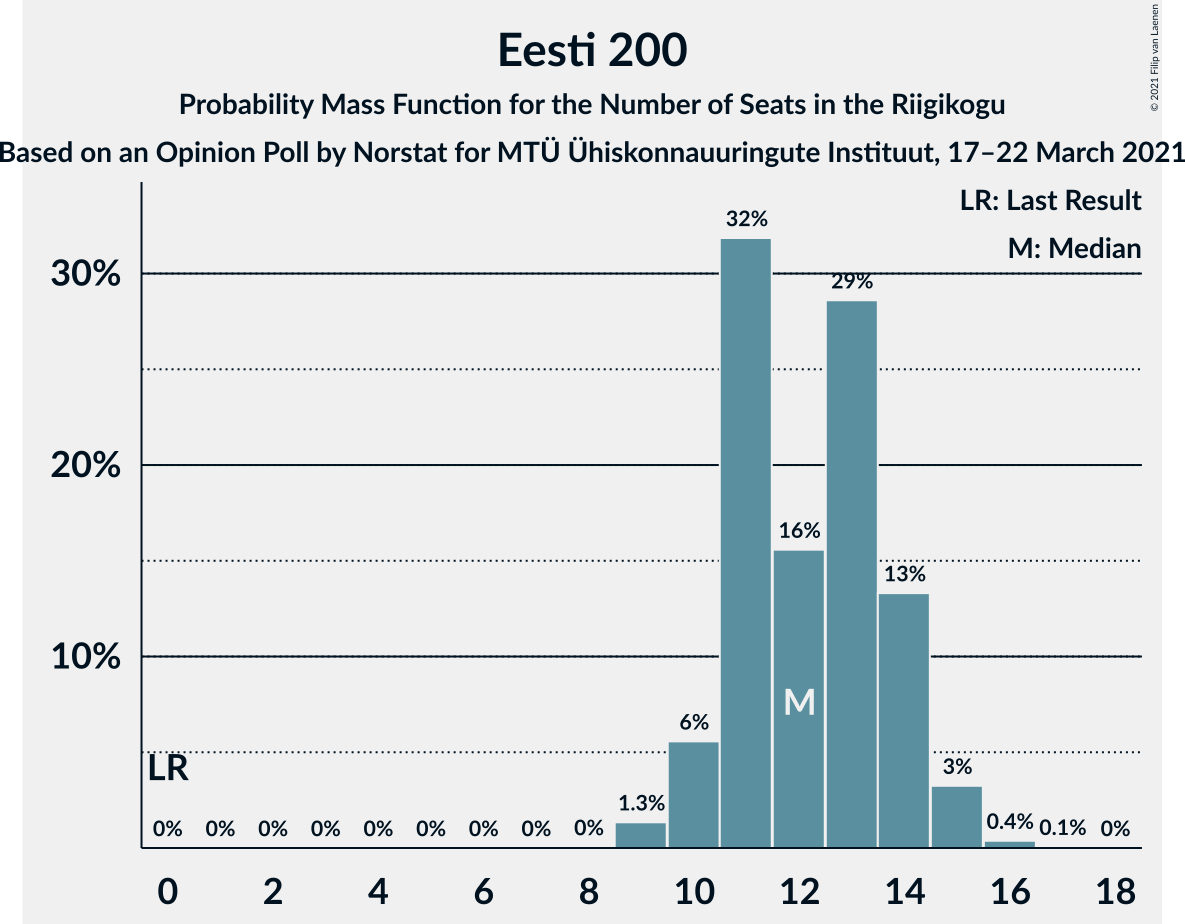 Eesti 200
Probability Mass Function for the Number of Seats in the Riigikogu
Based on an Opinion Poll by Norstat for MTÜ Ühiskonnauuringute Instituut, 17–22 March 2021
© 2021 Filip van Laenen
LR: Last Result
M: Median
30%
20%
10%
32%
29%
16%
13%
M
6%
LR
3%
1.3%
0% 0% 0% 0% 0% 0% 0% 0% 0% 0.4% 0.1% 0%
0 2 4 6 8 10 12 14 16 18